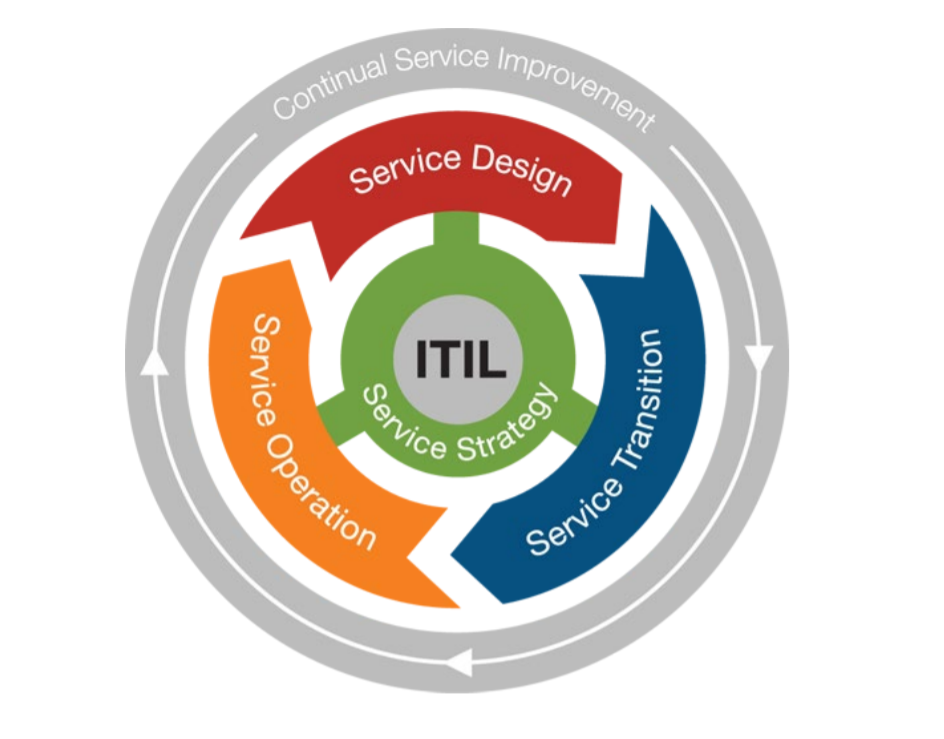 Continual Service Improvement
Service Design
Service Transition
Service Operation
ITIL
Service Strategy